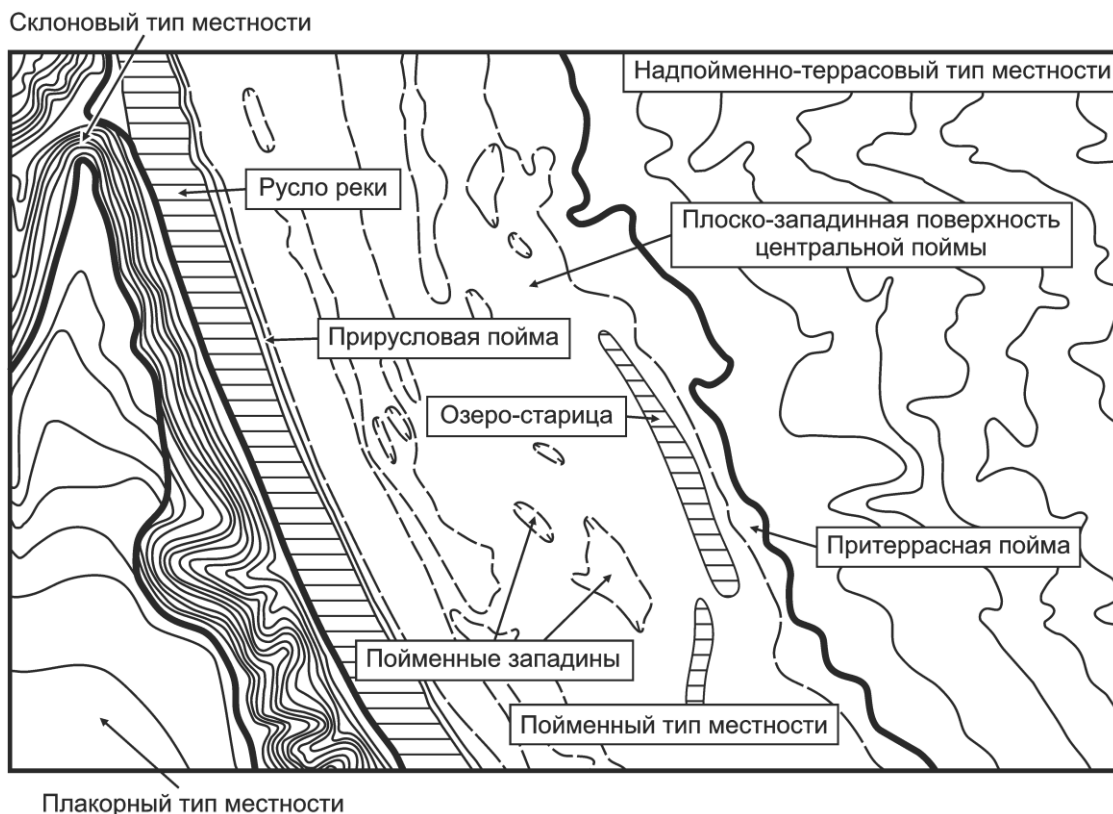 Склоновый тип местности
Надпойменно-террасовый тип местности
Русло реки
Плоско-западинная поверхность
центральной поймы
Прирусловая пойма
Озеро-старица
Притеррасная пойма
Пойменные западины
Пойменный тип местности
Плакорный тип местности